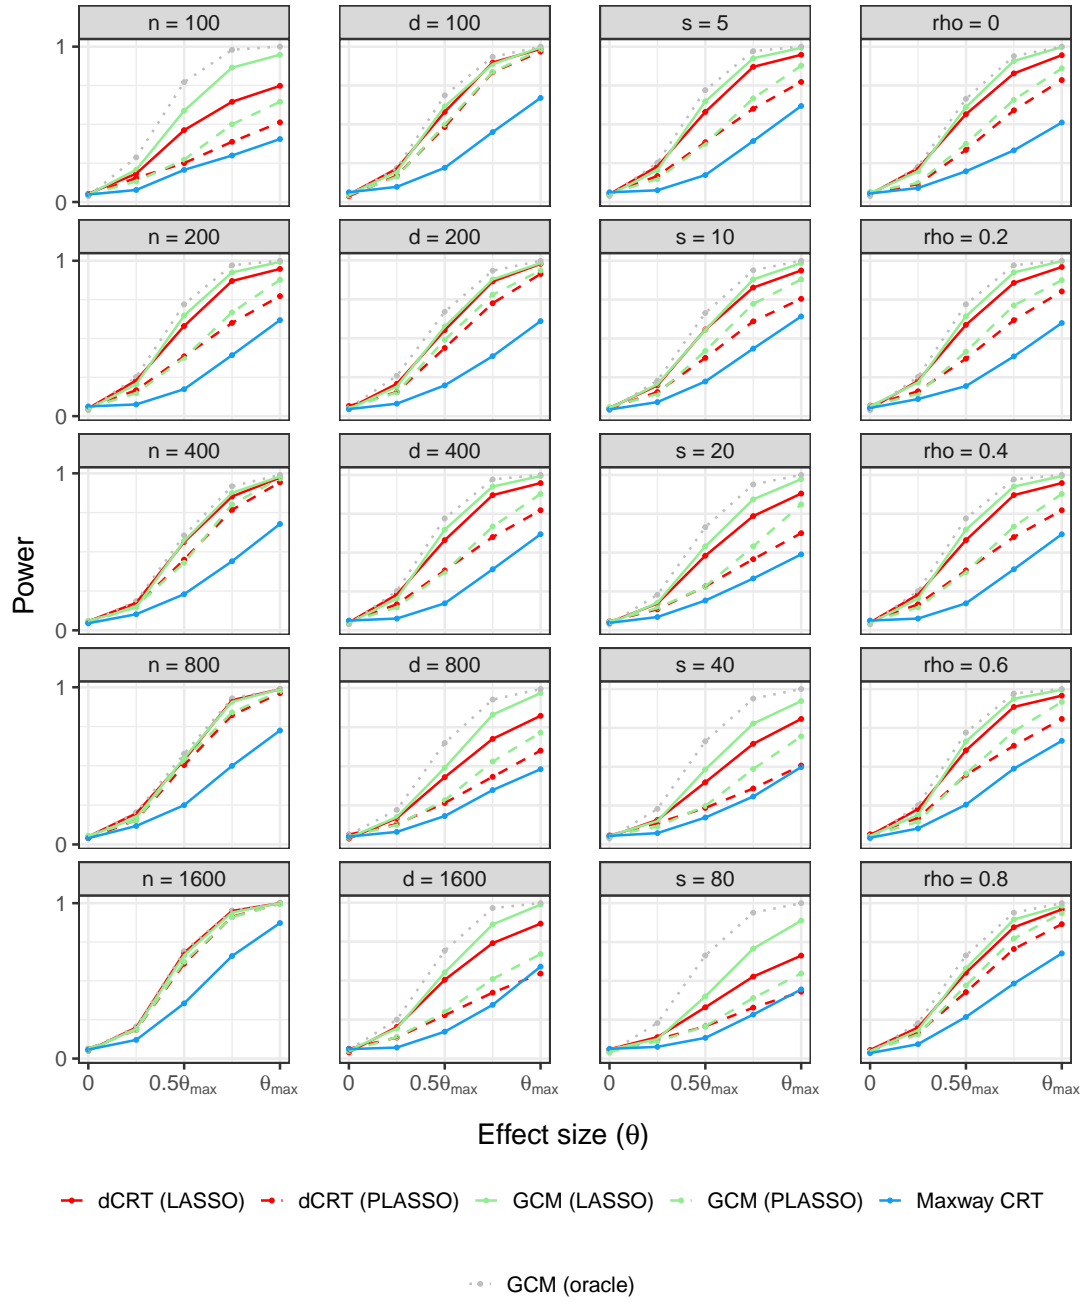 n = 100
d = 100
s = 5
rho = 0
1
0
n = 200
d = 200
s = 10
rho = 0.2
1
0
n = 400
d = 400
s = 20
rho = 0.4
1
0
n = 800
d = 800
s = 40
rho = 0.6
1
0
n = 1600
d = 1600
s = 80
rho = 0.8
1
0
Power
0 0.5θmax θmax
0 0.5θmax θmax
0 0.5θmax θmax
0 0.5θmax θmax
Effect size (θ)
dCRT (LASSO) dCRT (PLASSO) GCM (LASSO) GCM (PLASSO) Maxway CRT
GCM (oracle)